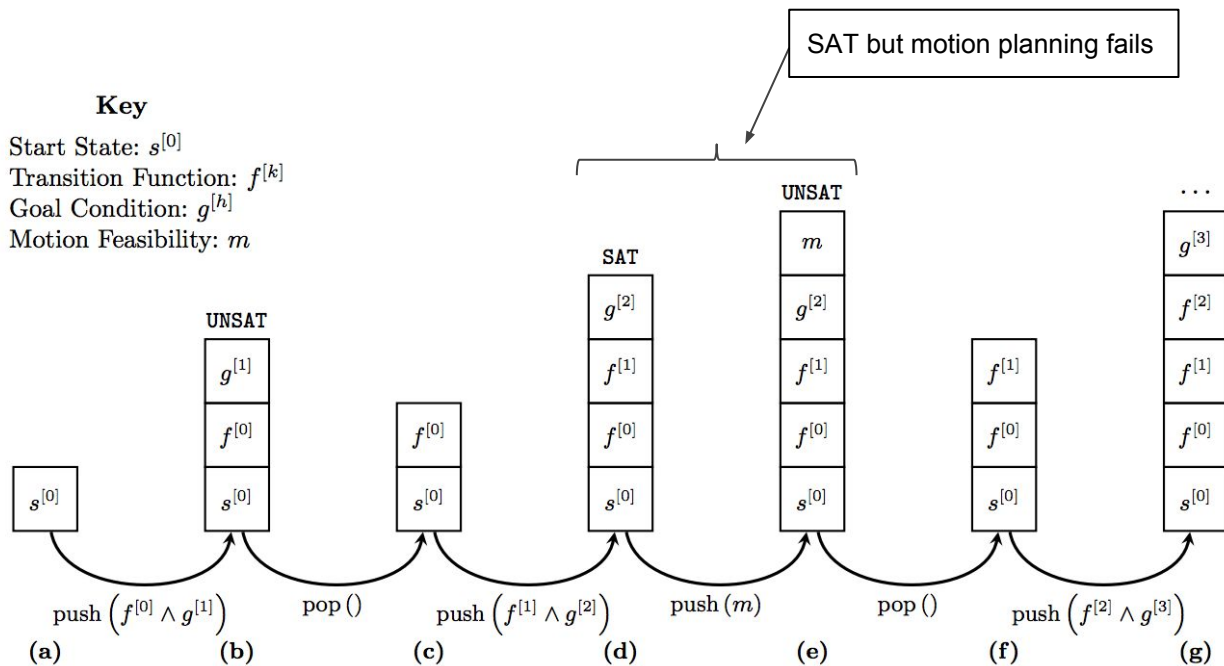 SAT but motion planning fails
Key
Start State: s^[0]
Transition Function: f^[k]
Goal Condition: g^[h]
Motion Feasibility: m
s^[0]
(a)
push (f^[0] ∧ g^[1])
UNSAT
g^[1]
f^[0]
s^[0]
(b)
pop ()
f^[0]
s^[0]
(c)
push (f^[1] ∧ g^[2])
SAT
g^[2]
f^[1]
f^[0]
s^[0]
(d)
push (m)
UNSAT
m
g^[2]
f^[1]
f^[0]
s^[0]
(e)
pop ()
f^[1]
f^[0]
s^[0]
(f)
push (f^[2] ∧ g^[3])
...
g^[3]
f^[2]
f^[1]
f^[0]
s^[0]
(g)